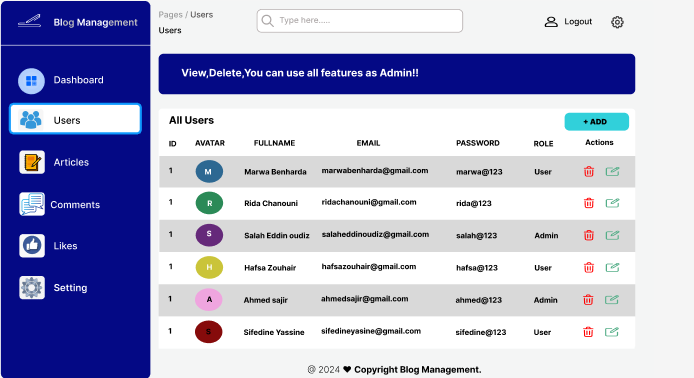 Blog Management
Dashboard
Users
Articles
Comments
Likes
Setting
Pages / Users
Users
Type here.....
Logout
View,Delete,You can use all features as Admin!!
All Users
+ ADD
ID AVATAR FULLNAME EMAIL PASSWORD ROLE Actions
1 M Marwa Benharda marwabenharda@gmail.com marwa@123 User
1 R Rida Chanouni ridachanouni@gmail.com rida@123
1 S Salah Eddin oudiz salaheddinoudiz@gmail.com salah@123 Admin
1 H Hafsa Zouhair hafsazouhair@gmail.com hafsa@123 User
1 A Ahmed sajir ahmedsajir@gmail.com ahmed@123 Admin
1 S Sifedine Yassine sifedineyasine@gmail.com sifedine@123 User
@ 2024 ♥ Copyright Blog Management.